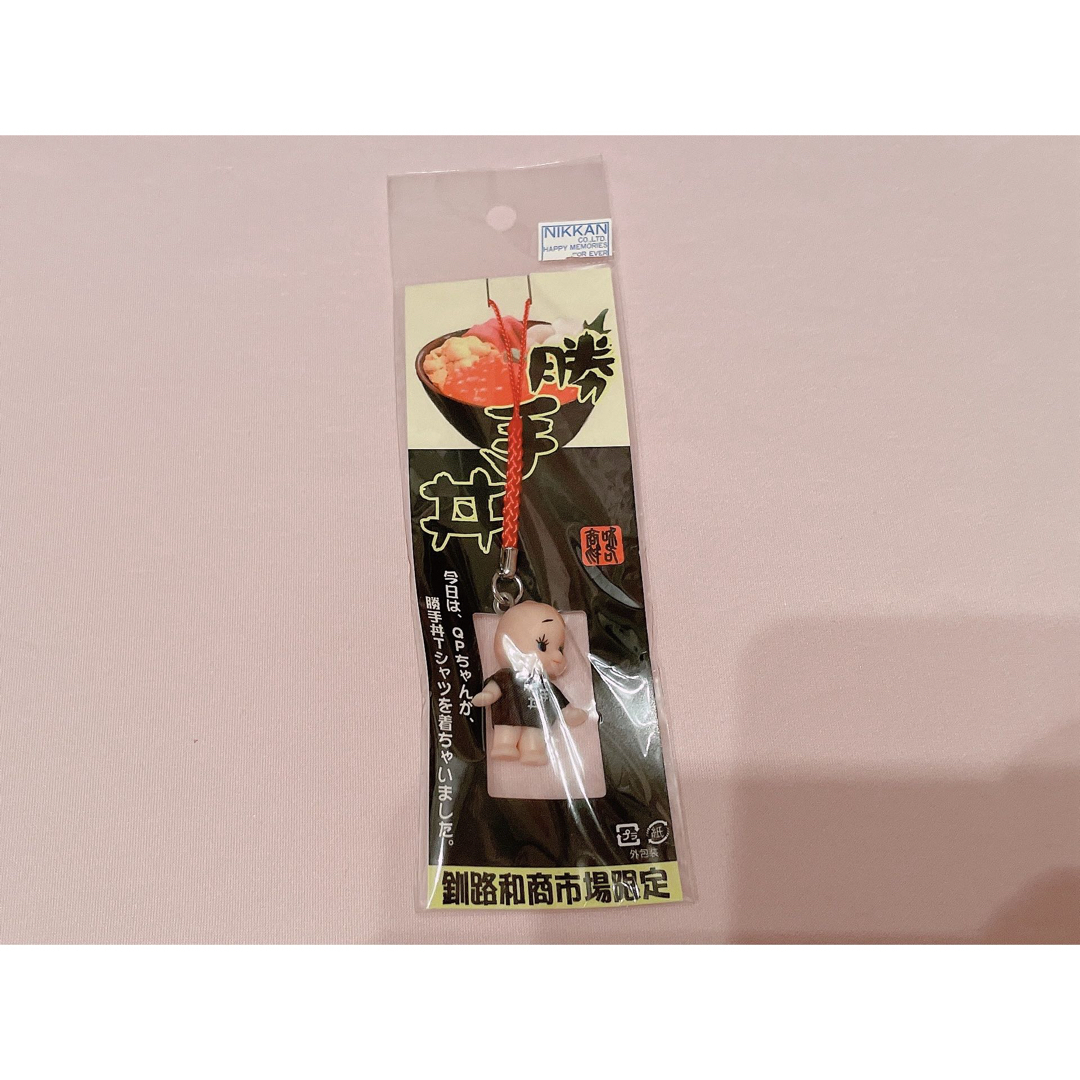 NIKKAN
CO.,LTD.
HAPPY MEMORIES
FOR EVER
勝手丼
今日は、QPちゃんが、
勝手丼Tシャツを着ちゃいました。
プラ
紙
外包装
釧路和商市場限定